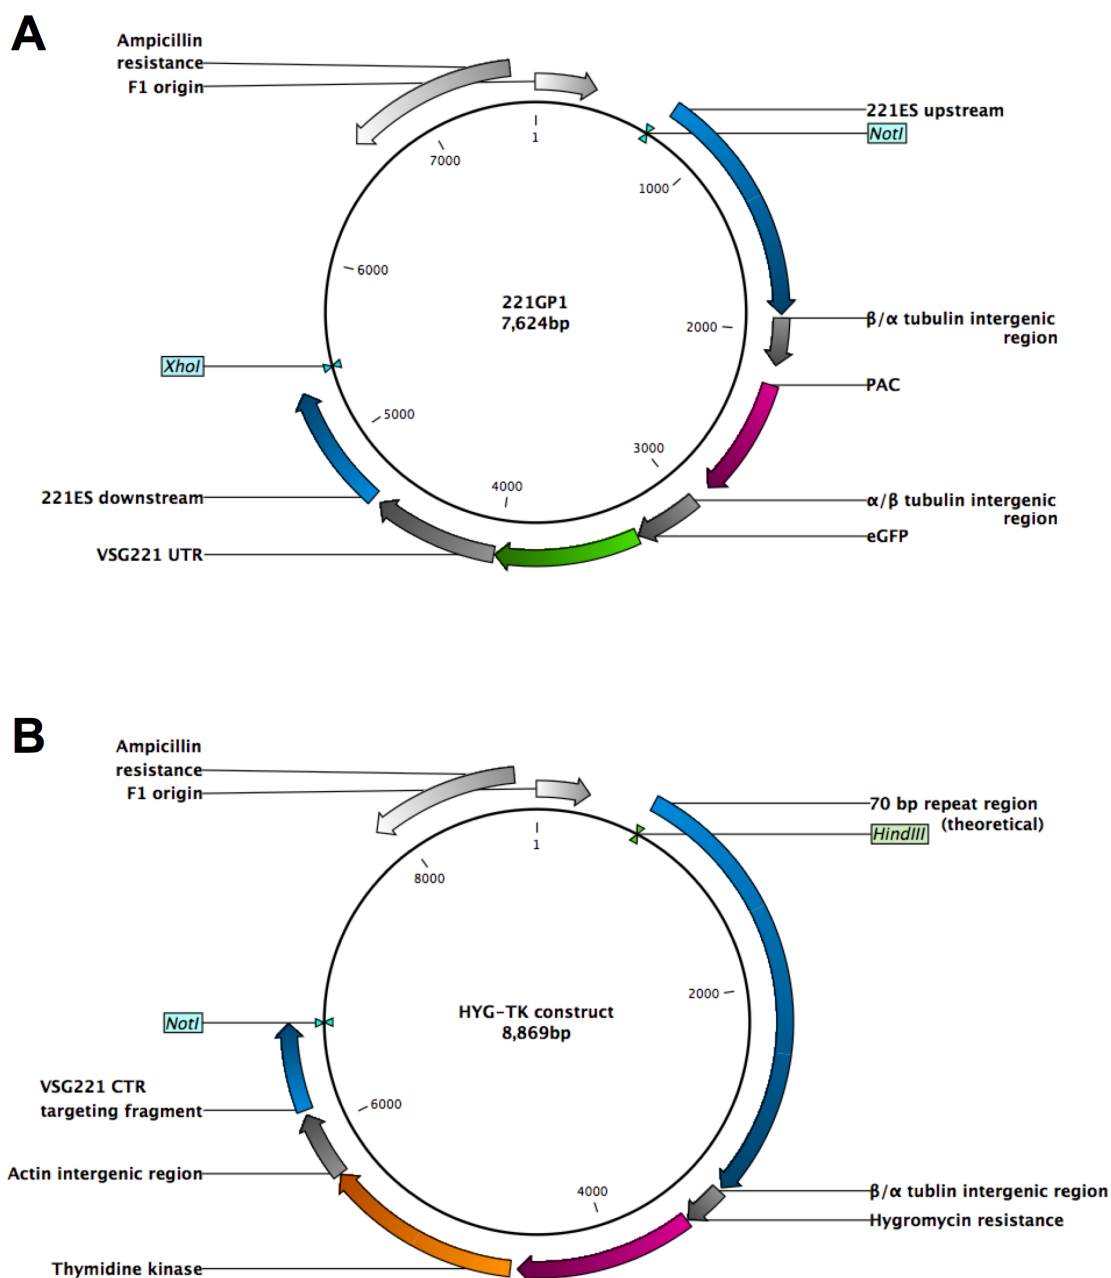 A
Ampicillin
resistance
F1 origin
221ES upstream
NotI
1
7000
1000
6000
221GP1
7,624bp
2000
β/α tubulin intergenic
region
XhoI
PAC
5000
3000
4000
221ES downstream
α/β tubulin intergenic
region
eGFP
VSG221 UTR
B
Ampicillin
resistance
F1 origin
70 bp repeat region
(theoretical)
HindIII
1
8000
2000
HYG-TK construct
8,869bp
NotI
VSG221 CTR
targeting fragment
6000
Actin intergenic region
4000
β/α tublin intergenic region
Hygromycin resistance
Thymidine kinase